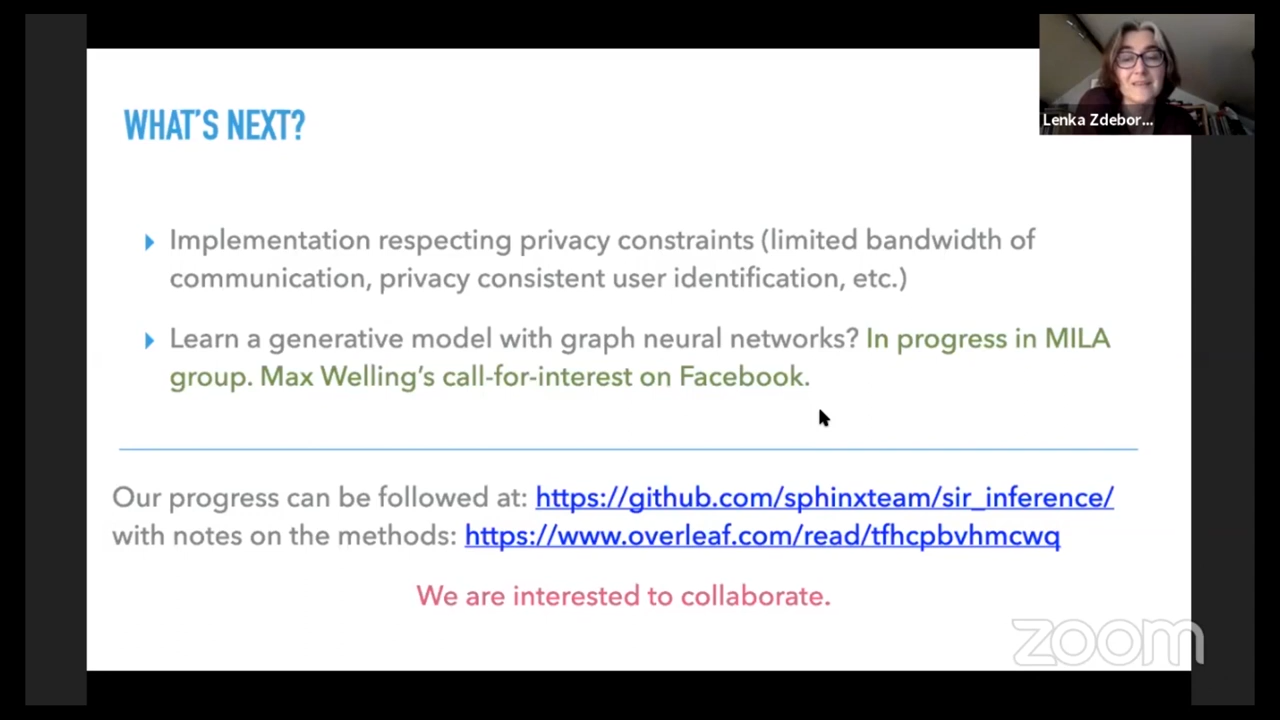 WHAT'S NEXT?
Lenka Zdebor...
Implementation respecting privacy constraints (limited bandwidth of
communication, privacy consistent user identification, etc.)
Learn a generative model with graph neural networks? In progress in MILA
group. Max Welling's call-for-interest on Facebook.
Our progress can be followed at: https://github.com/sphinxteam/sir_inference/
with notes on the methods: https://www.overleaf.com/read/tfhcpbvhmcwq
We are interested to collaborate.
zoom